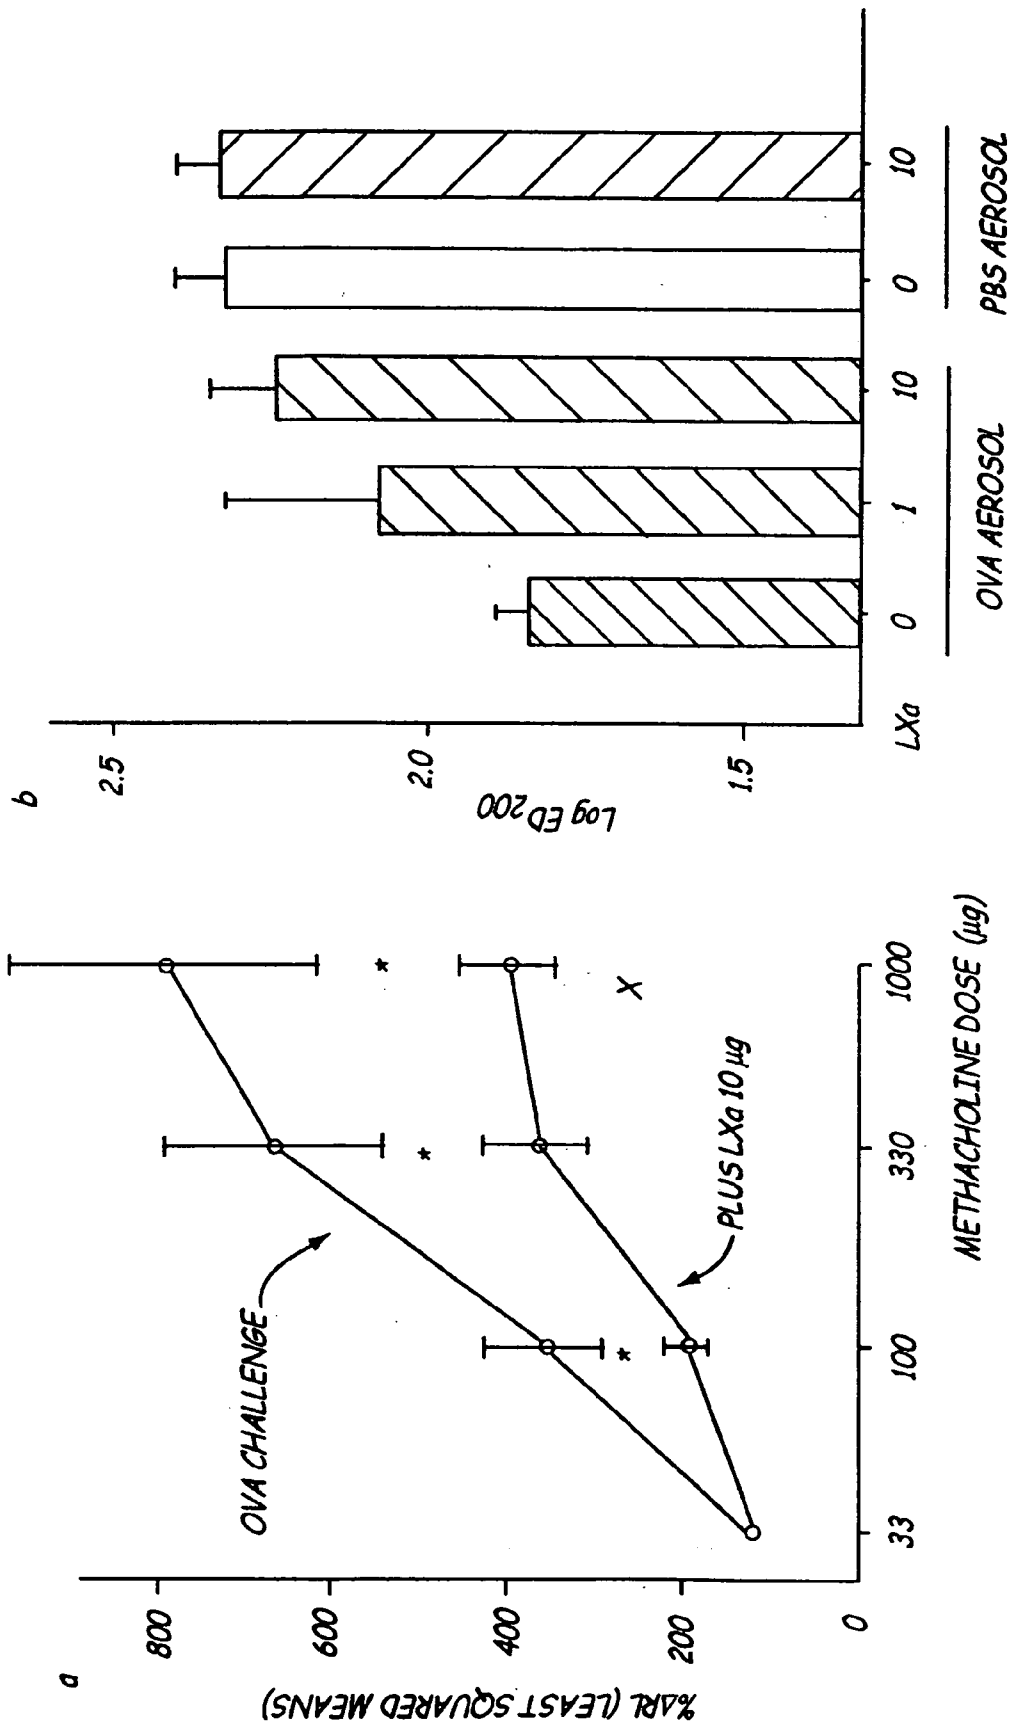 a
%ΔRL (LEAST SQUARED MEANS)
800
600
400
200
0
OVA CHALLENGE
PLUS LXa 10 µg
*
*
*
X
33
100
330
1000
METHACHOLINE DOSE (µg)
b
Log ED200
2.5
2.0
1.5
LXa
0
1
10
0
10
OVA AEROSOL
PBS AEROSOL